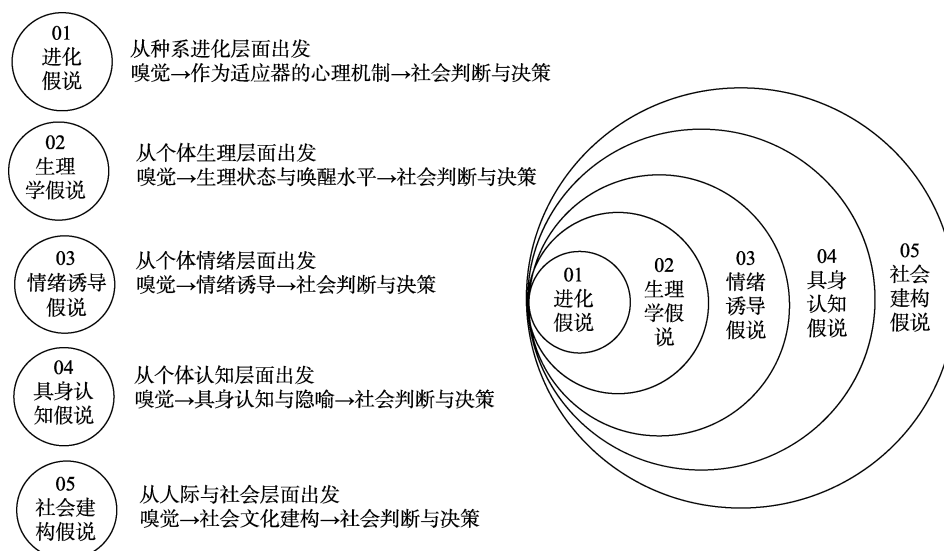 01
进化
假说
从种系进化层面出发
嗅觉→作为适应器的心理机制→社会判断与决策
02
生理
学假说
从个体生理层面出发
嗅觉→生理状态与唤醒水平→社会判断与决策
03
情绪诱导
假说
从个体情绪层面出发
嗅觉→情绪诱导→社会判断与决策
04
具身认
知假说
从个体认知层面出发
嗅觉→具身认知与隐喻→社会判断与决策
05
社会建
构假说
从人际与社会层面出发
嗅觉→社会文化建构→社会判断与决策
01
进化
假说
02
生理
学假
说
03
情绪
诱导
假说
04
具身
认知
假说
05
社会
建构
假说